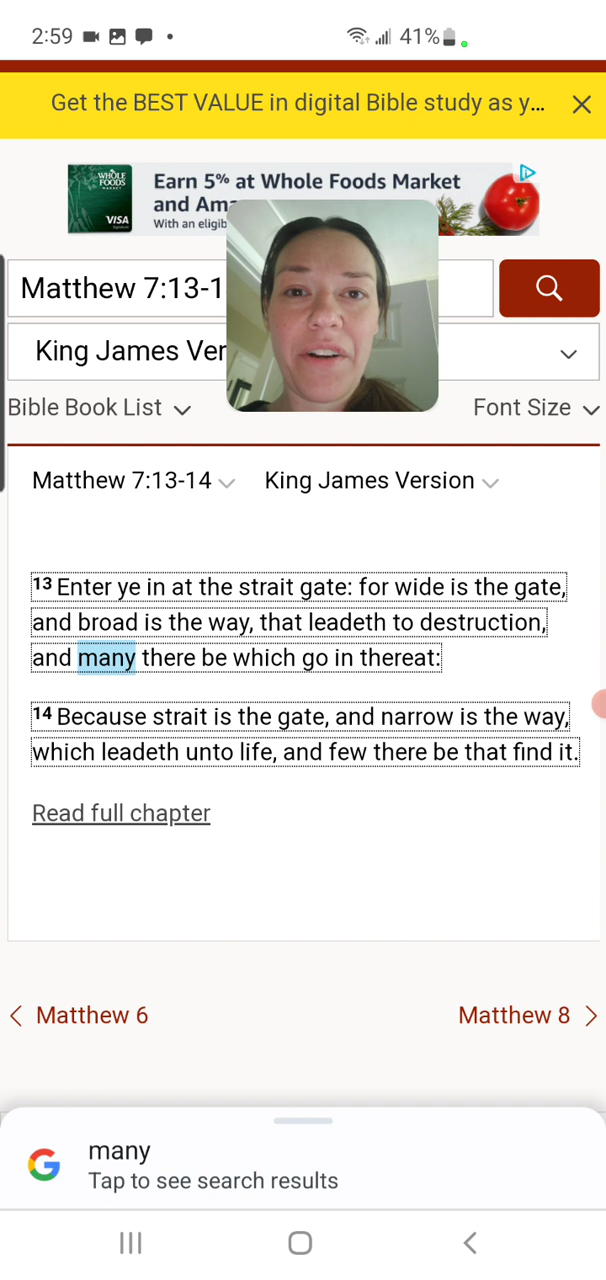 2:59
41%
Get the BEST VALUE in digital Bible study as y...
WHOLE
FOODS
MARKET
VISA
Signature
Earn 5% at Whole Foods Market
and Am
With an eligib
Matthew 7:13-1
King James Ver
Bible Book List
Font Size
Matthew 7:13-14 King James Version
13 Enter ye in at the strait gate: for wide is the gate,
and broad is the way, that leadeth to destruction,
and many there be which go in thereat:
14 Because strait is the gate, and narrow is the way,
which leadeth unto life, and few there be that find it.
Read full chapter
Matthew 6
Matthew 8
G
many
Tap to see search results